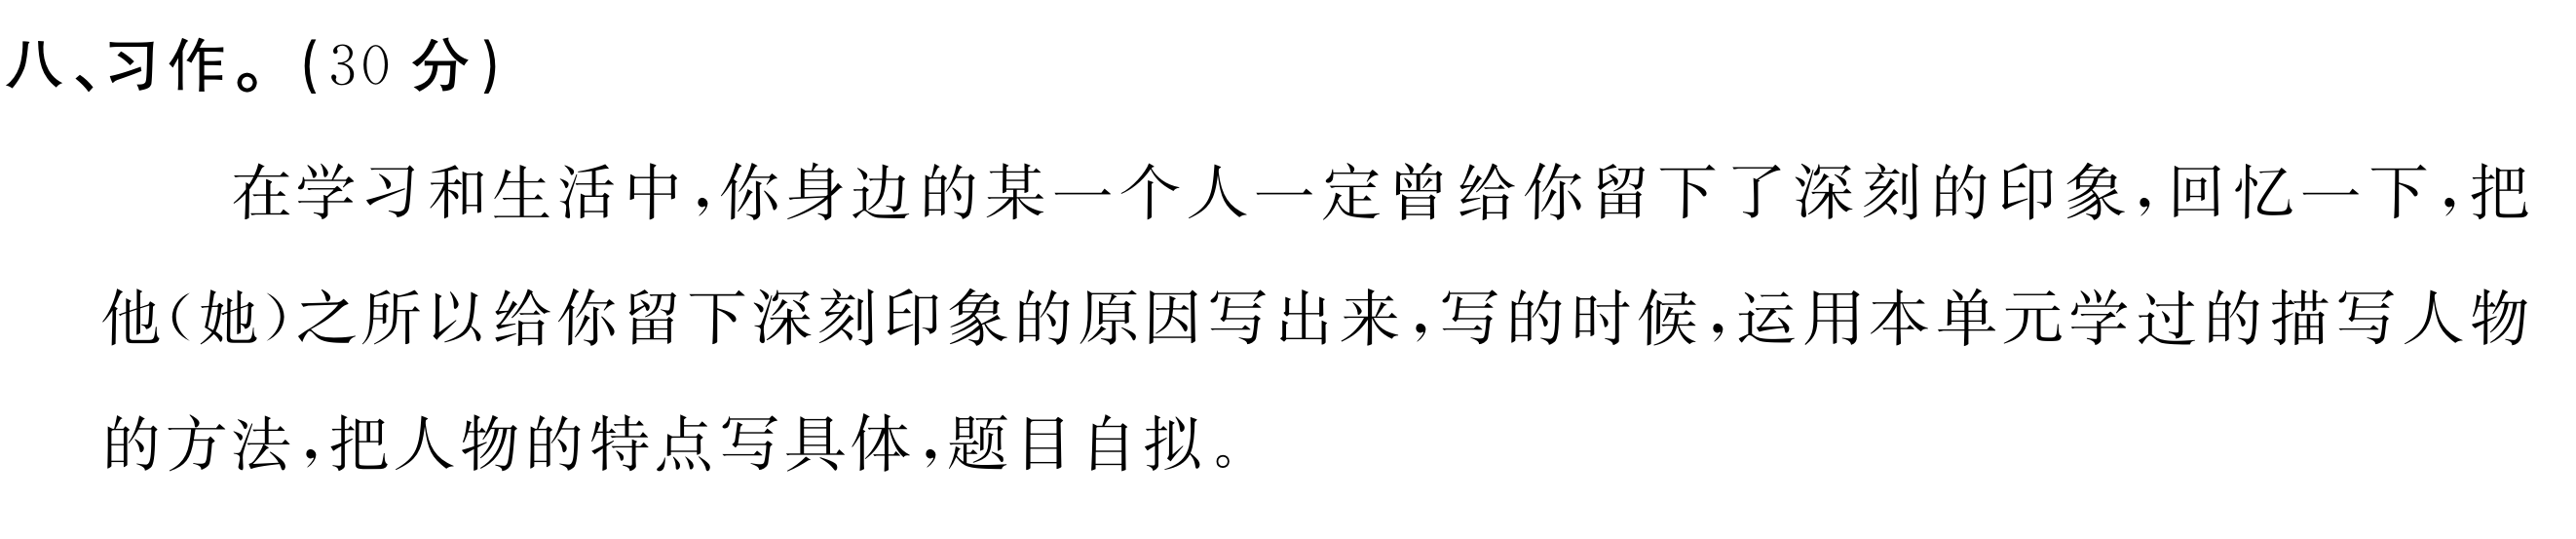 八、习作。(30 分)
在学习和生活中,你身边的某一个人一定曾给你留下了深刻的印象,回忆一下,把
他(她)之所以给你留下深刻印象的原因写出来,写的时候,运用本单元学过的描写人物
的方法,把人物的特点写具体,题目自拟。